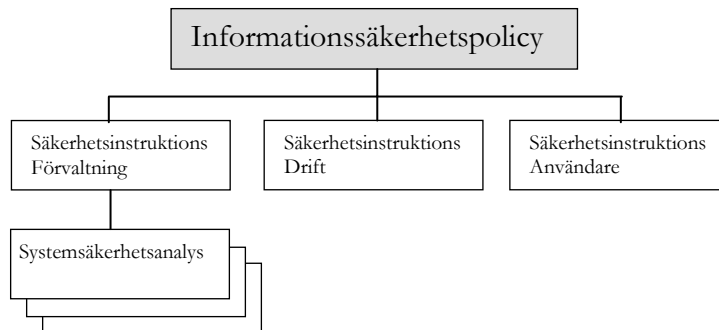 Informationssäkerhetspolicy
Säkerhetsinstruktions
Förvaltning
Säkerhetsinstruktions
Drift
Säkerhetsinstruktions
Användare
Systemsäkerhetsanalys